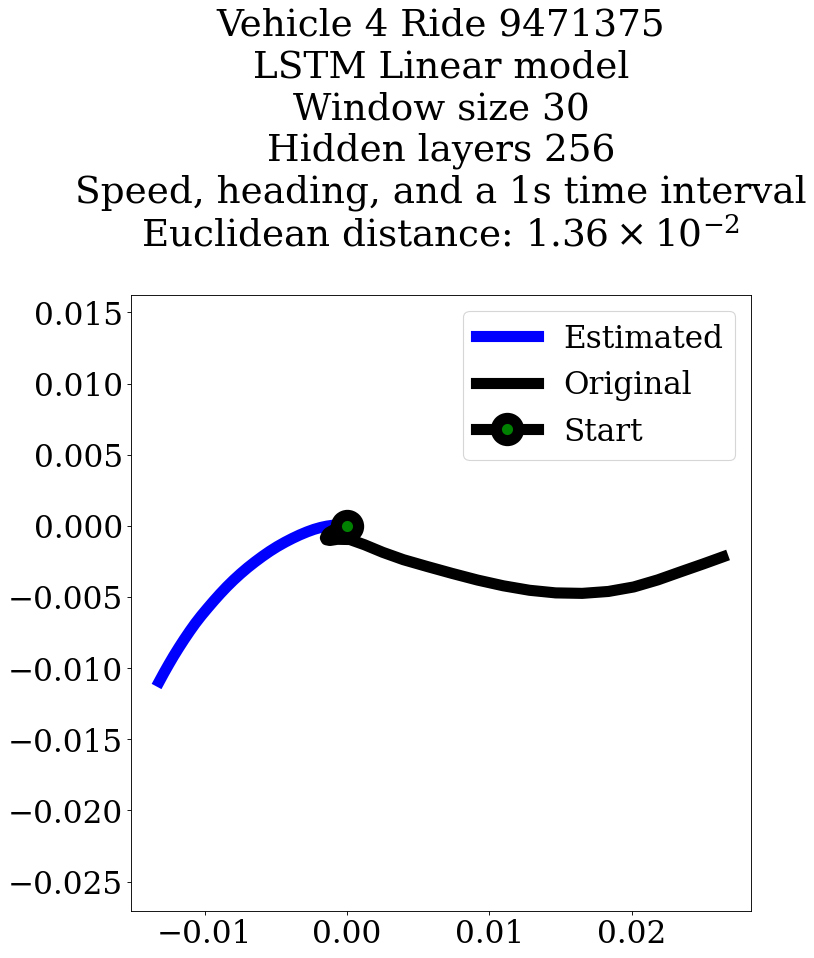 Vehicle 4 Ride 9471375
LSTM Linear model
Window size 30
Hidden layers 256
Speed, heading, and a 1s time interval
Euclidean distance: 1.36 × 10⁻²
0.015
0.010
0.005
0.000
−0.005
−0.010
−0.015
−0.020
−0.025
Estimated
Original
Start
−0.01 0.00 0.01 0.02